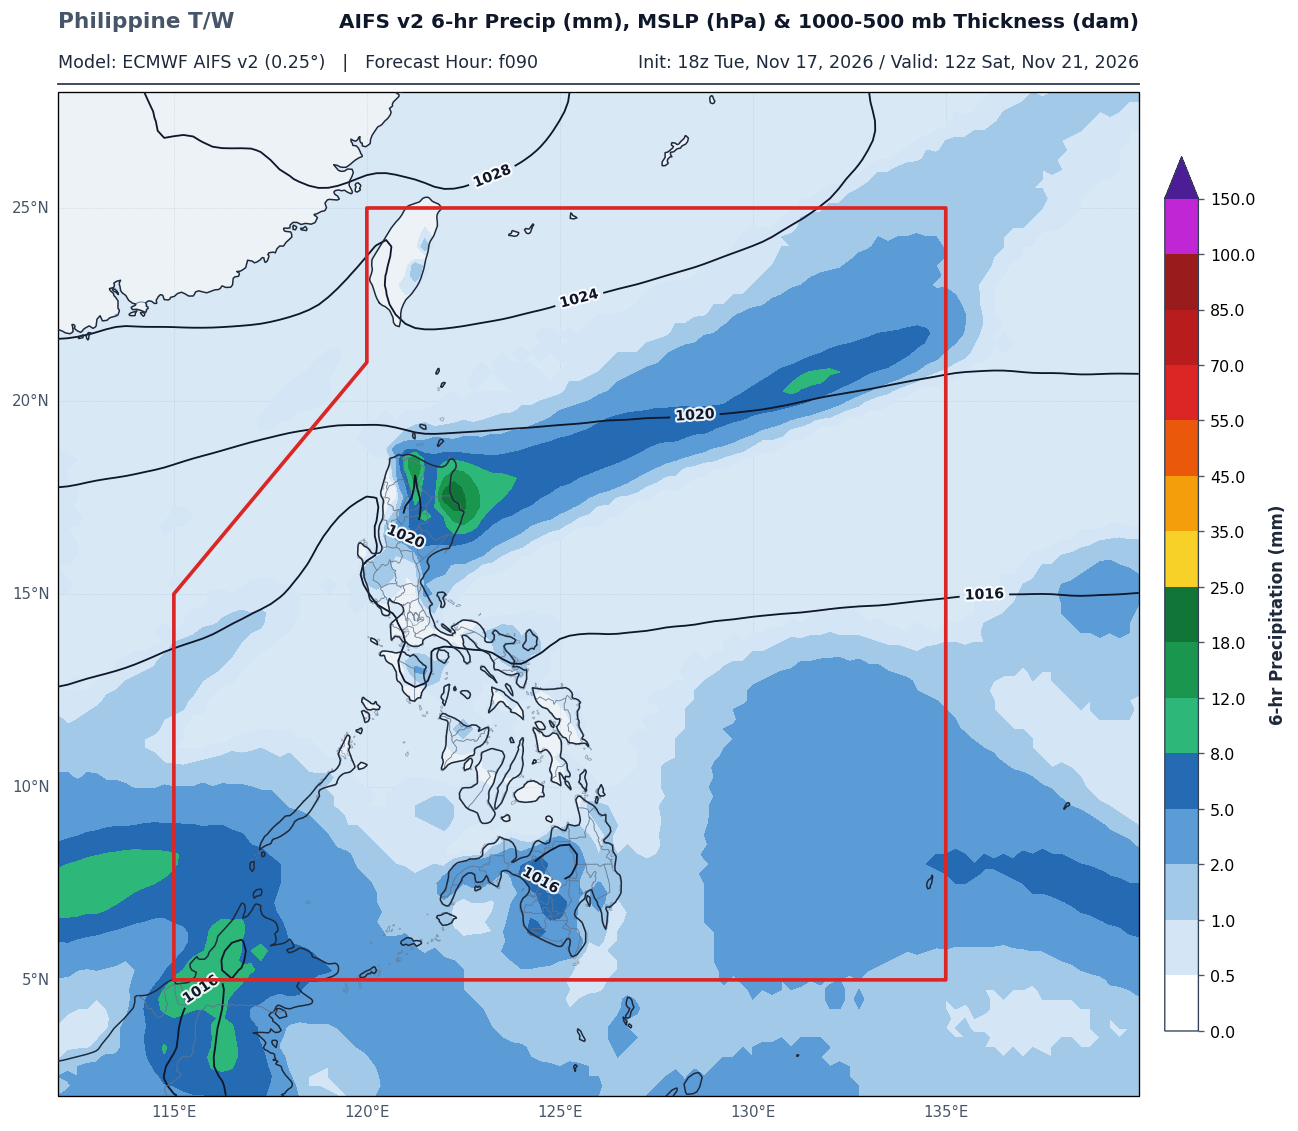 Philippine T/W
AIFS v2 6-hr Precip (mm), MSLP (hPa) & 1000-500 mb Thickness (dam)
Model: ECMWF AIFS v2 (0.25°) | Forecast Hour: f090
Init: 18z Tue, Nov 17, 2026 / Valid: 12z Sat, Nov 21, 2026
1028
1024
1020
1020
1016
1016
1016
25°N
20°N
15°N
10°N
5°N
115°E
120°E
125°E
130°E
135°E
150.0
100.0
85.0
70.0
55.0
45.0
35.0
25.0
18.0
12.0
8.0
5.0
2.0
1.0
0.5
0.0
6-hr Precipitation (mm)